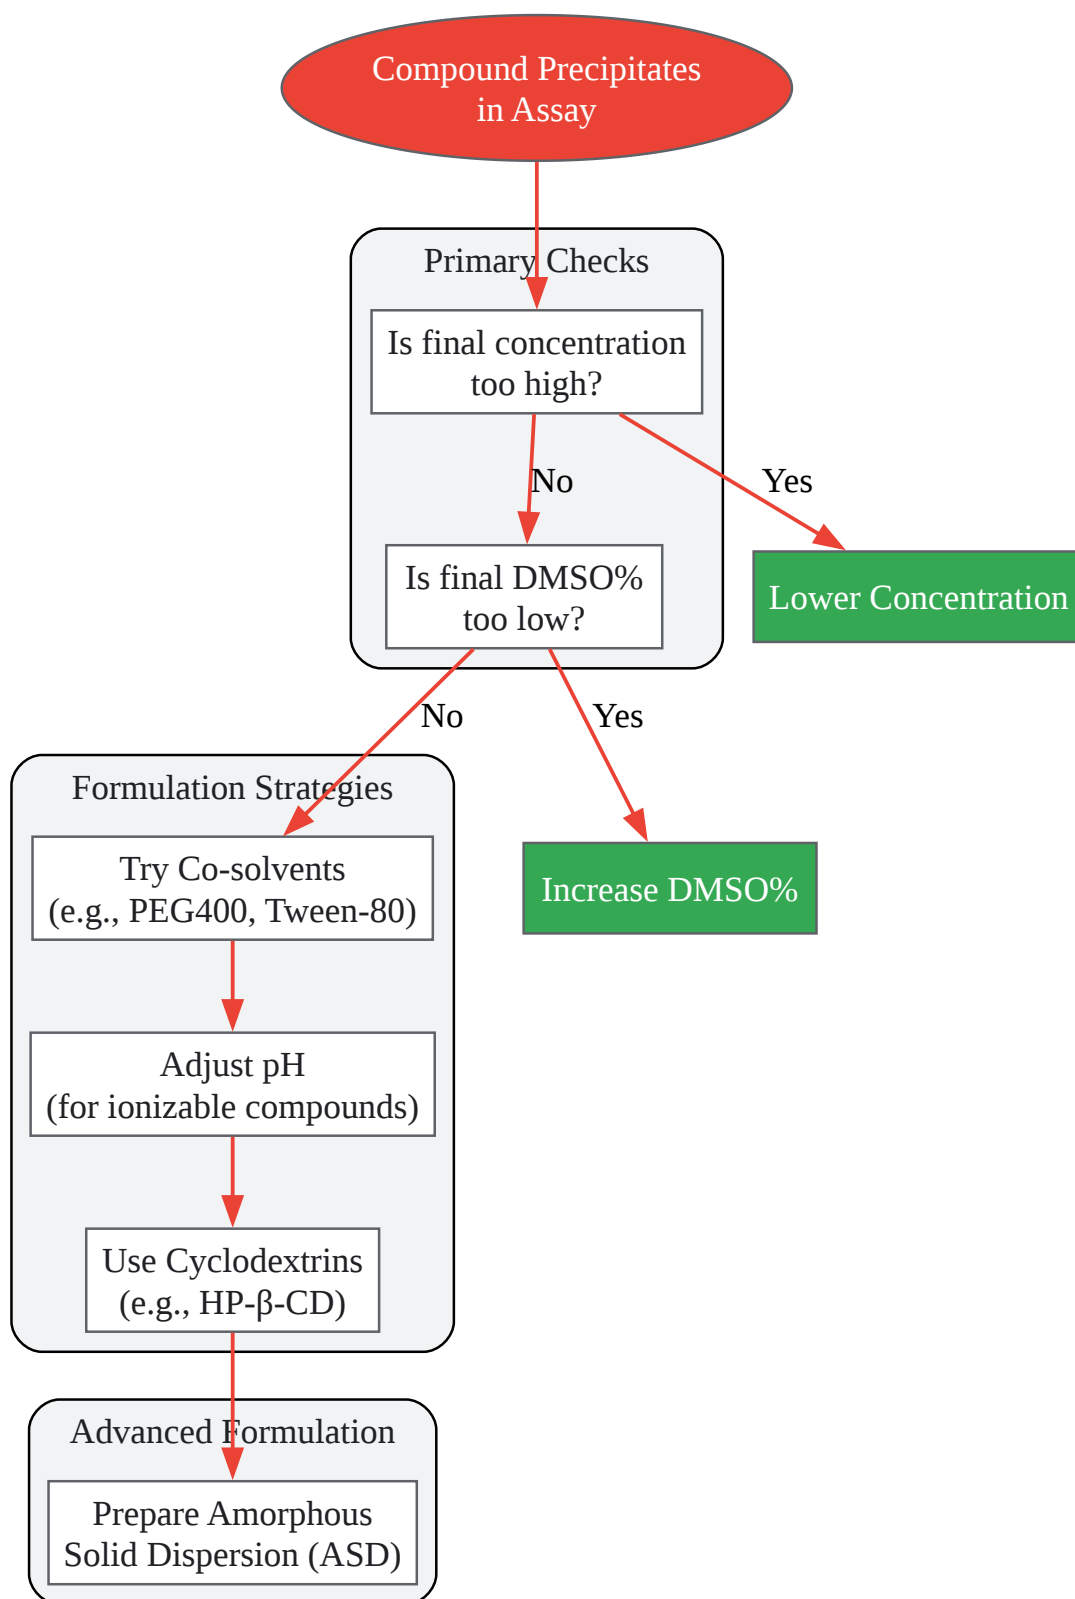 Compound Precipitates
in Assay
Primary Checks
Is final concentration
too high?
No
Yes
Is final DMSO%
too low?
Lower Concentration
No
Yes
Formulation Strategies
Try Co-solvents
(e.g., PEG400, Tween-80)
Increase DMSO%
Adjust pH
(for ionizable compounds)
Use Cyclodextrins
(e.g., HP-β-CD)
Advanced Formulation
Prepare Amorphous
Solid Dispersion (ASD)